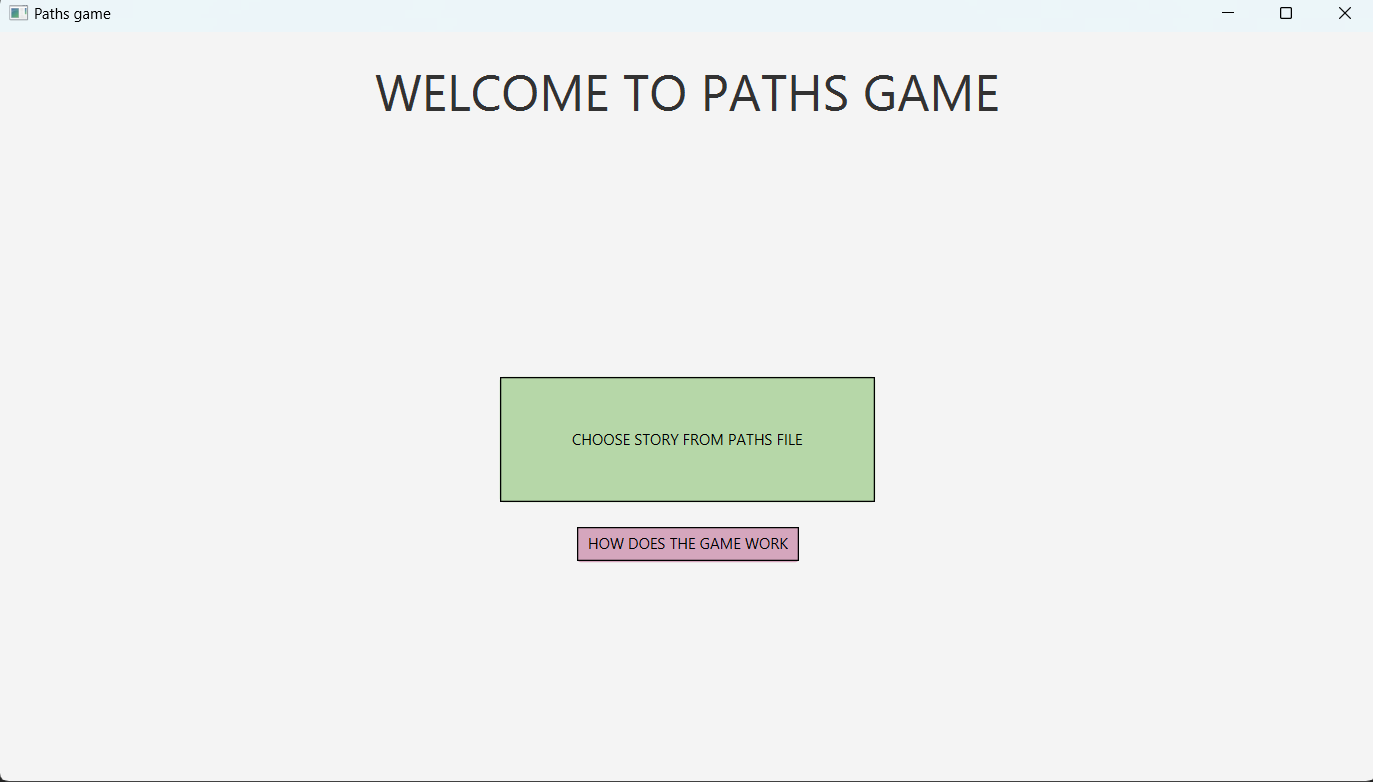 Paths game
WELCOME TO PATHS GAME
CHOOSE STORY FROM PATHS FILE
HOW DOES THE GAME WORK